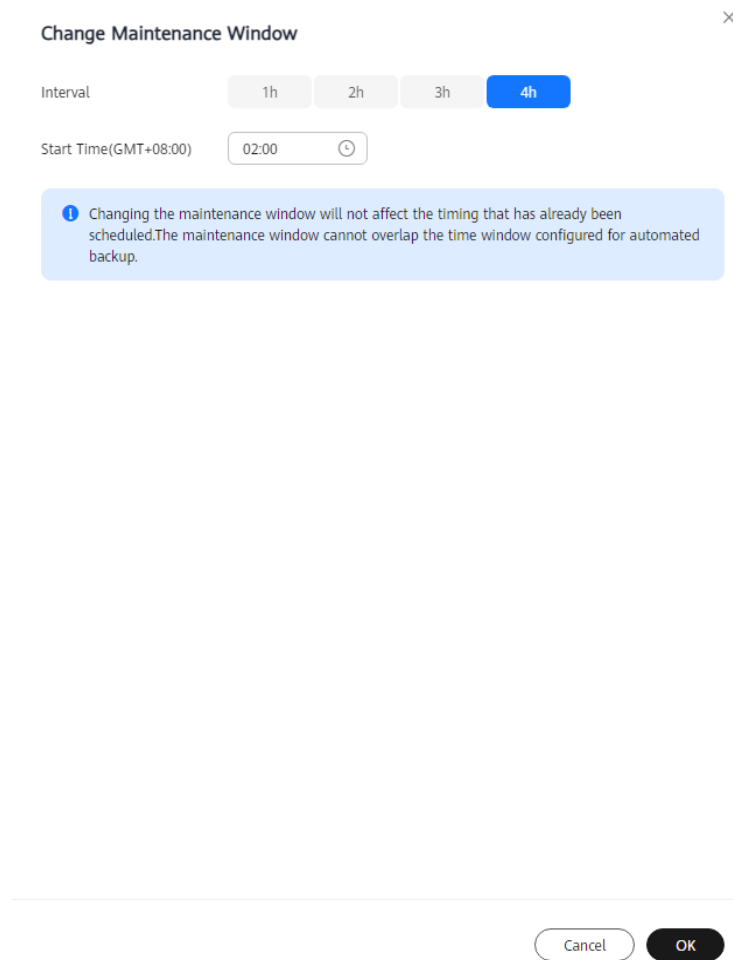 Change Maintenance Window
Interval
1h
2h
3h
4h
Start Time(GMT+08:00)
02:00
Changing the maintenance window will not affect the timing that has already been
scheduled.The maintenance window cannot overlap the time window configured for automated
backup.
Cancel
OK